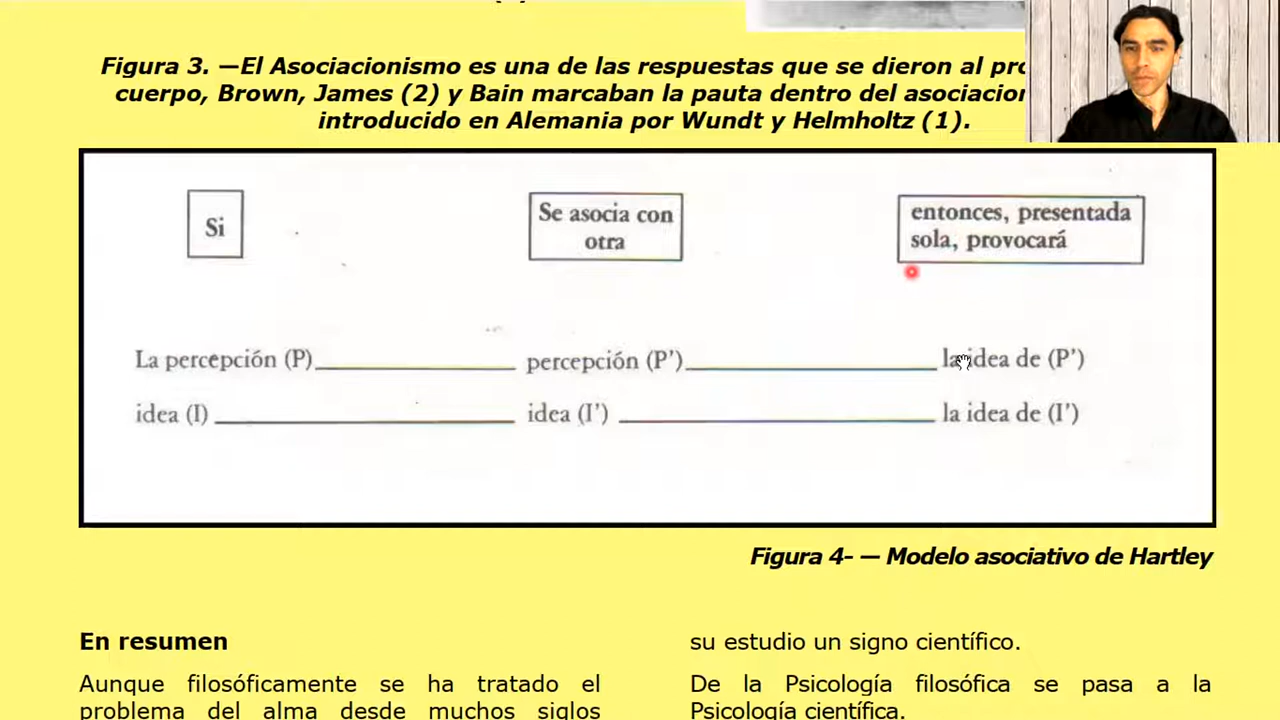 Figura 3. —El Asociacionismo es una de las respuestas que se dieron al
cuerpo, Brown, James (2) y Bain marcaban la pauta dentro del
introducido en Alemania por Wundt y Helmholtz (1).
Si
Se asocia con
otra
entonces, presentada
sola, provocará
La percepción (P) percepción (P’) la idea de (P’)
idea (I) idea (I’) la idea de (I’)
Figura 4- — Modelo asociativo de Hartley
En resumen
Aunque filosóficamente se ha tratado el
problema del alma desde muchos siglos
su estudio un signo científico.
De la Psicología filosófica se pasa a la
Psicología científica.